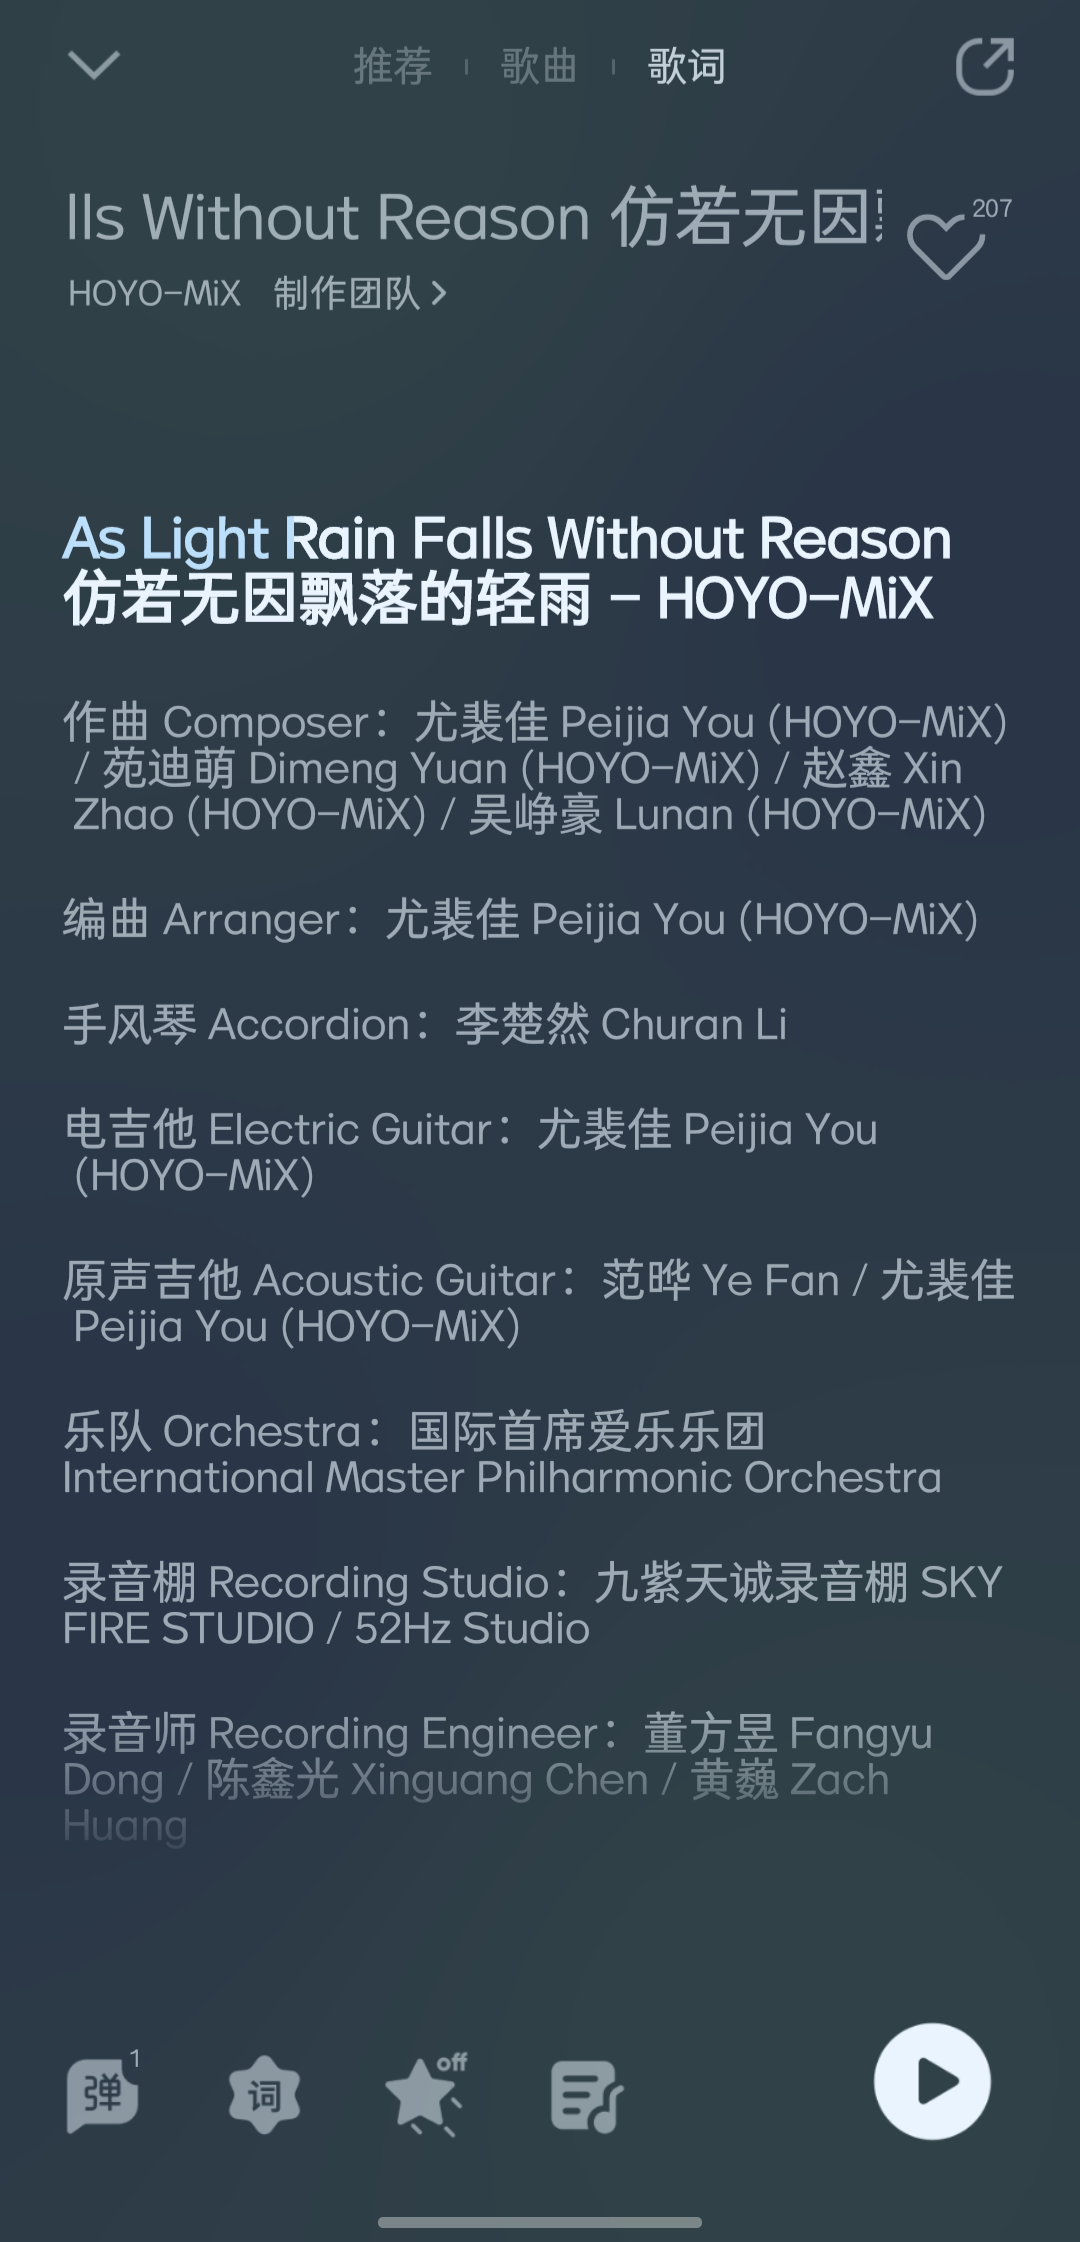 推荐 歌曲 歌词
lls Without Reason 仿若无因
207
HOYO-MiX 制作团队
As Light Rain Falls Without Reason
仿若无因飘落的轻雨 - HOYO-MiX
作曲 Composer：尤裴佳 Peijia You (HOYO-MiX)
/ 苑迪萌 Dimeng Yuan (HOYO-MiX) / 赵鑫 Xin
Zhao (HOYO-MiX) / 吴峥豪 Lunan (HOYO-MiX)
编曲 Arranger：尤裴佳 Peijia You (HOYO-MiX)
手风琴 Accordion：李楚然 Churan Li
电吉他 Electric Guitar：尤裴佳 Peijia You
(HOYO-MiX)
原声吉他 Acoustic Guitar：范晔 Ye Fan / 尤裴佳
Peijia You (HOYO-MiX)
乐队 Orchestra：国际首席爱乐乐团
International Master Philharmonic Orchestra
录音棚 Recording Studio：九紫天诚录音棚 SKY
FIRE STUDIO / 52Hz Studio
录音师 Recording Engineer：董方昱 Fangyu
Dong / 陈鑫光 Xinguang Chen / 黄巍 Zach
Huang
弹 1 词 off